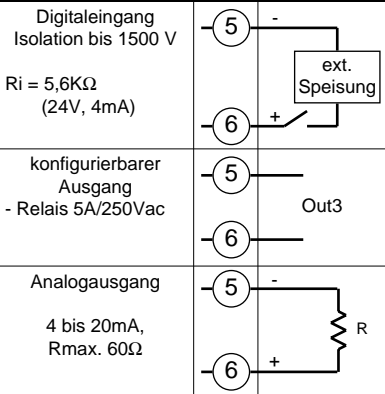 Digitaleingang
Isolation bis 1500 V
Ri = 5,6KΩ
(24V, 4mA)
5
-
ext.
Speisung
6
+
konfigurierbarer
Ausgang
- Relais 5A/250Vac
5
Out3
6
Analogausgang
4 bis 20mA,
Rmax. 60Ω
5
-
R
6
+